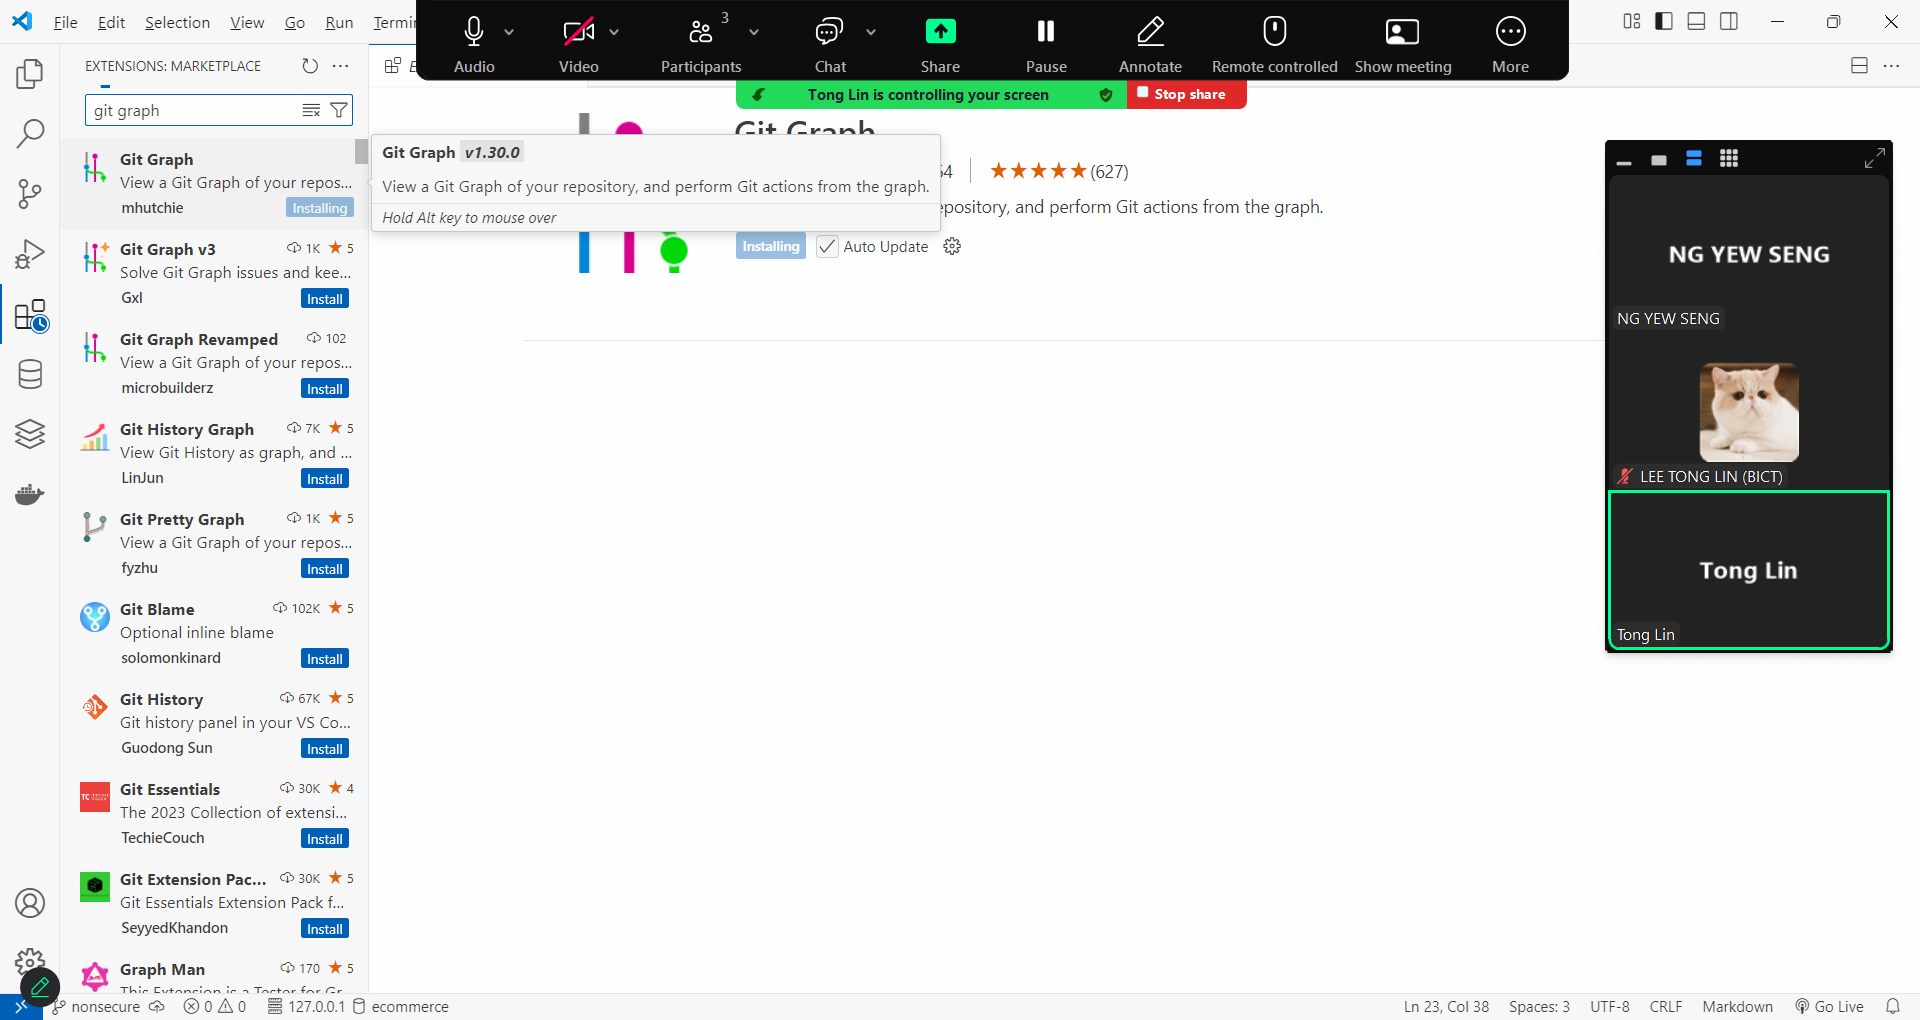 File Edit Selection View Go Run Termin
Audio Video Participants 3 Chat Share Pause Annotate Remote controlled Show meeting More
Tong Lin is controlling your screen Stop share
EXTENSIONS: MARKETPLACE
git graph
Git Graph
View a Git Graph of your repos...
mhutchie Installing
Git Graph v3 1K 5
Solve Git Graph issues and kee...
Gxl Install
Git Graph Revamped 102
View a Git Graph of your repos...
microbuilderz Install
Git History Graph 7K 5
View Git History as graph, and ...
LinJun Install
Git Pretty Graph 1K 5
View a Git Graph of your repos...
fyzhu Install
Git Blame 102K 5
Optional inline blame
solomonkinard Install
Git History 67K 5
Git history panel in your VS Co...
Guodong Sun Install
Git Essentials 30K 4
The 2023 Collection of extensi...
TechieCouch Install
Git Extension Pac... 30K 5
Git Essentials Extension Pack f...
SeyyedKhandon Install
Graph Man 170 5
This Extension is a Tester for Gr
Git Graph
Git Graph v1.30.0
View a Git Graph of your repository, and perform Git actions from the graph.
Hold Alt key to mouse over
54 ★★★★★(627)
epository, and perform Git actions from the graph.
Installing Auto Update
NG YEW SENG
NG YEW SENG
LEE TONG LIN (BICT)
Tong Lin
Tong Lin
nonsecure 0 0 127.0.0.1 ecommerce
Ln 23, Col 38 Spaces: 3 UTF-8 CRLF Markdown Go Live